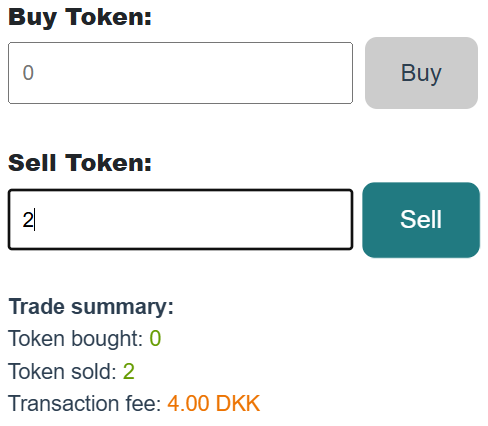 Buy Token:
0
Buy
Sell Token:
2
Sell
Trade summary:
Token bought: 0
Token sold: 2
Transaction fee: 4.00 DKK